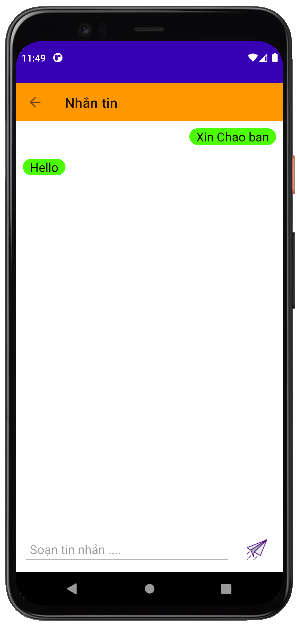 11:49
Nhắn tin
Xin Chao ban
Hello
Soạn tin nhắn ....